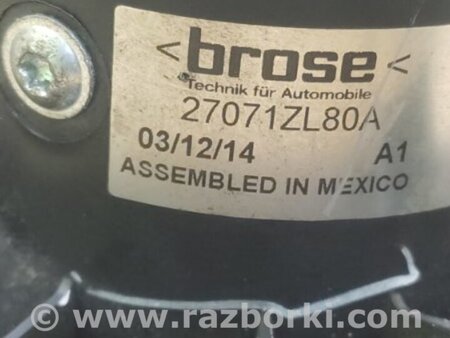 <brose<
Technik für Automobile
27071ZL80A
03/12/14 A1
ASSEMBLED IN MEXICO
© www.razborki.com